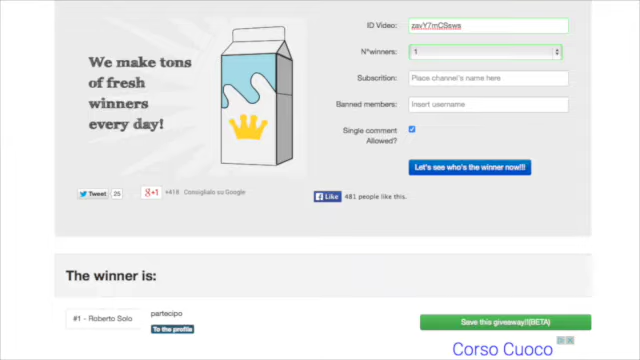 We make tons
of fresh
winners
every day!
ID Video:
zavY7mCSsws
N°winners:
1
Subscrition:
Place channel's name here
Banned members:
Insert username
Single comment
Allowed?
Let's see who's the winner now!!!
Tweet 25
g+1 +418 Consiglialo su Google
Like 481 people like this.
The winner is:
#1 - Roberto Solo
partecipo
To the profile
Save this giveaway!!(BETA)
Corso Cuoco